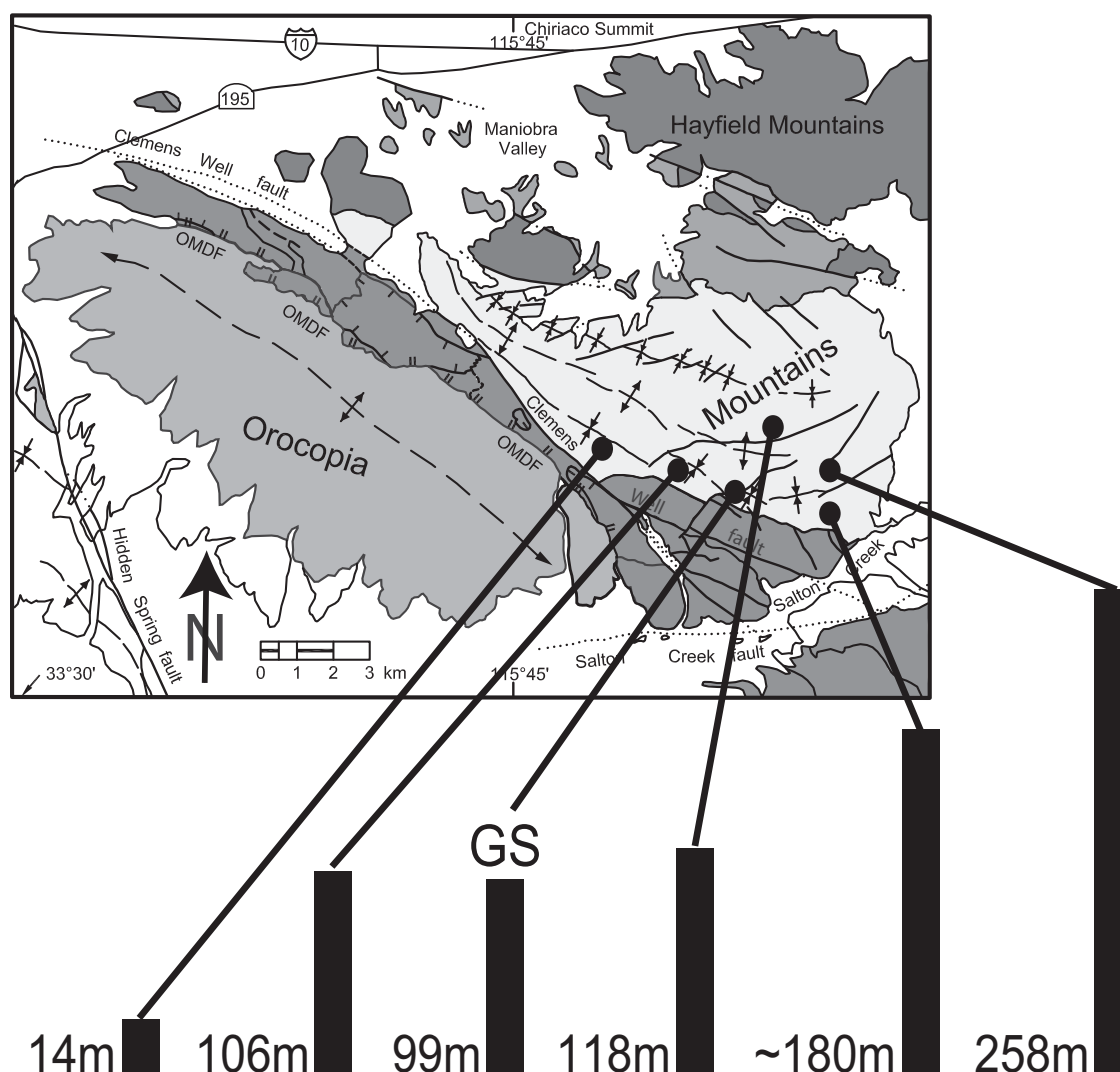 Chiriaco Summit
10
115°45'
195
Hayfield Mountains
Maniobra
Valley
Clemens Well fault
OMDF
OMDF
Mountains
Orocopia
Clemens
OMDF
Well
fault
Hidden
Spring fault
Creek
Salton
N
Salton Creek fault
33°30'
0 1 2 3 km
115°45'
GS
14m
106m
99m
118m
~180m
258m